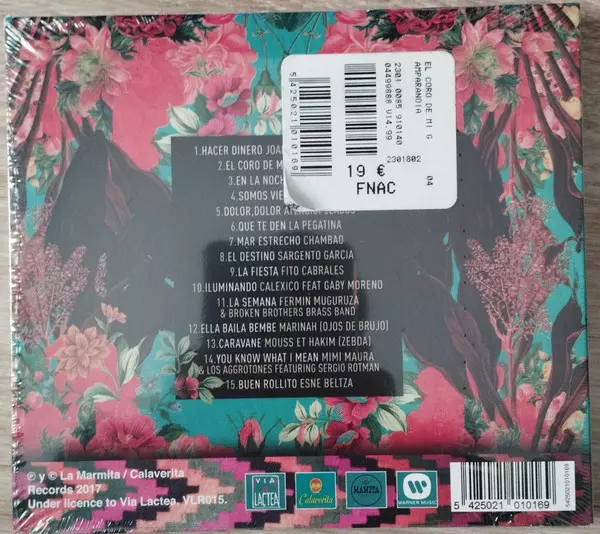 EL CORO DE MI G 04
AMPARANOIA
2301 0085 910140
04499888 V14.99
2301802
5 425021 010169
19 €
FNAC
1.HACER DINERO
2.EL CORO DE
3.EN LA
4.SOMOS
5.DOLOR,DOLOR
6.QUE TE DEN LA PEGATINA
7.MAR ESTRECHO CHAMBAO
8.EL DESTINO SARGENTO GARCIA
9.LA FIESTA FITO CABRALES
10.ILUMINANDO CALEXICO FEAT GABY MORENO
11.LA SEMANA FERMIN MUGURUZA
& BROKEN BROTHERS BRASS BAND
12.ELLA BAILA BEMBE MARINAH (OJOS DE BRUJO)
13.CARAVANE MOUSS ET HAKIM (ZEBDA)
14.YOU KNOW WHAT I MEAN MIMI MAURA
& LOS AGGROTONES FEATURING SERGIO ROTMAN
15.BUEN ROLLITO ESNE BELTZA
℗ y © La Marmita / Calaverita
Records 2017
Under licence to Via Lactea. VLR015.
VIA
LACTEA
Calaverita
WARNER MUSIC
5 425021 010169
5425021010169